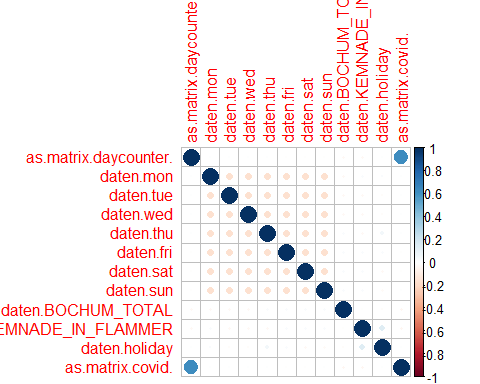 as.matrix.daycounte
daten.mon
daten.tue
daten.wed
daten.thu
daten.fri
daten.sat
daten.sun
daten.BOCHUM_TO
daten.KEMNADE_IN
daten.holiday
as.matrix.covid.
as.matrix.daycounter.
daten.mon
daten.tue
daten.wed
daten.thu
daten.fri
daten.sat
daten.sun
daten.BOCHUM_TOTAL
EMNADE_IN_FLAMMER
daten.holiday
as.matrix.covid.
1
0.8
0.6
0.4
0.2
0
-0.2
-0.4
-0.6
-0.8
-1